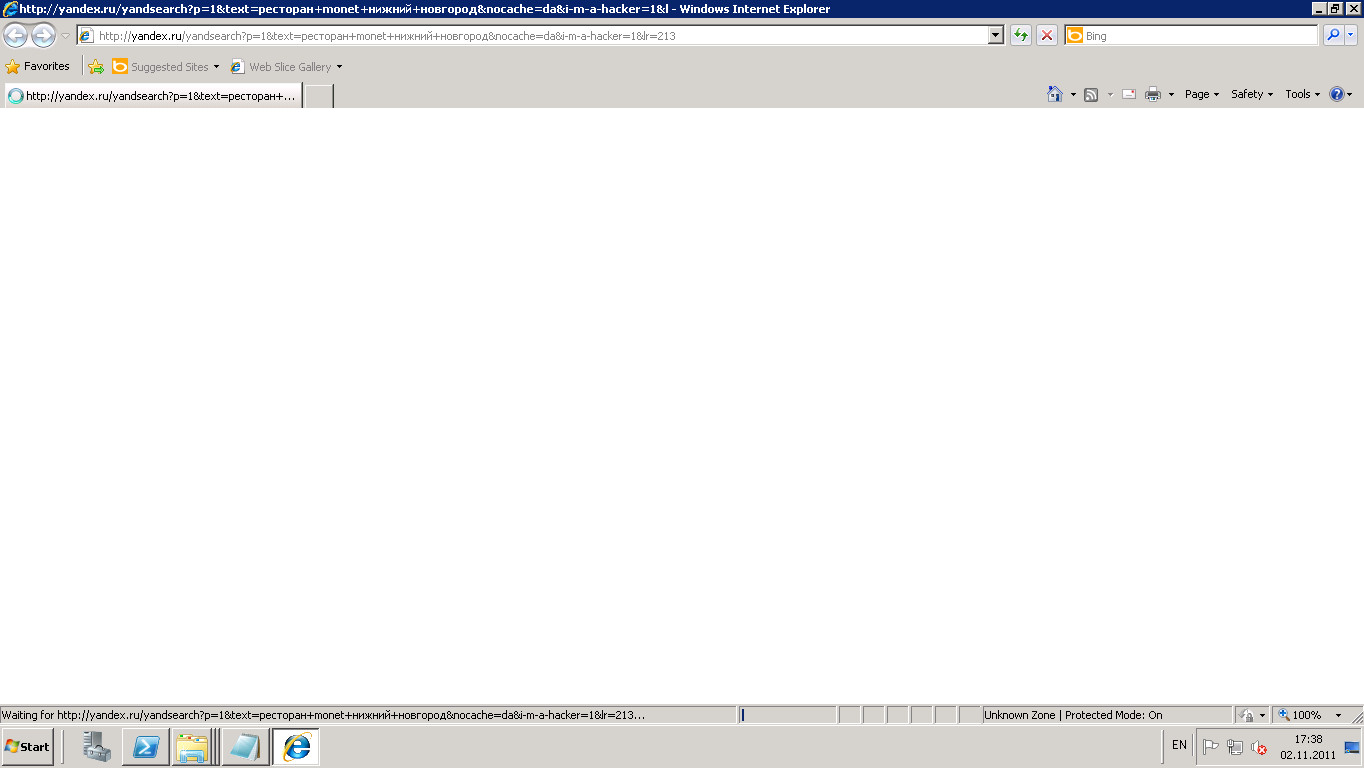 http://yandex.ru/yandsearch?p=1&text=ресторан+monet+нижний+новгород&nocache=da&i-m-a-hacker=1&l - Windows Internet Explorer
http://yandex.ru/yandsearch?p=1&text=ресторан+monet+нижний+новгород&nocache=da&i-m-a-hacker=1&lr=213
Bing
Favorites
Suggested Sites
Web Slice Gallery
http://yandex.ru/yandsearch?p=1&text=ресторан+...
Page
Safety
Tools
Waiting for http://yandex.ru/yandsearch?p=1&text=ресторан+monet+нижний+новгород&nocache=da&i-m-a-hacker=1&lr=213...
Unknown Zone | Protected Mode: On
100%
Start
EN
17:38
02.11.2011